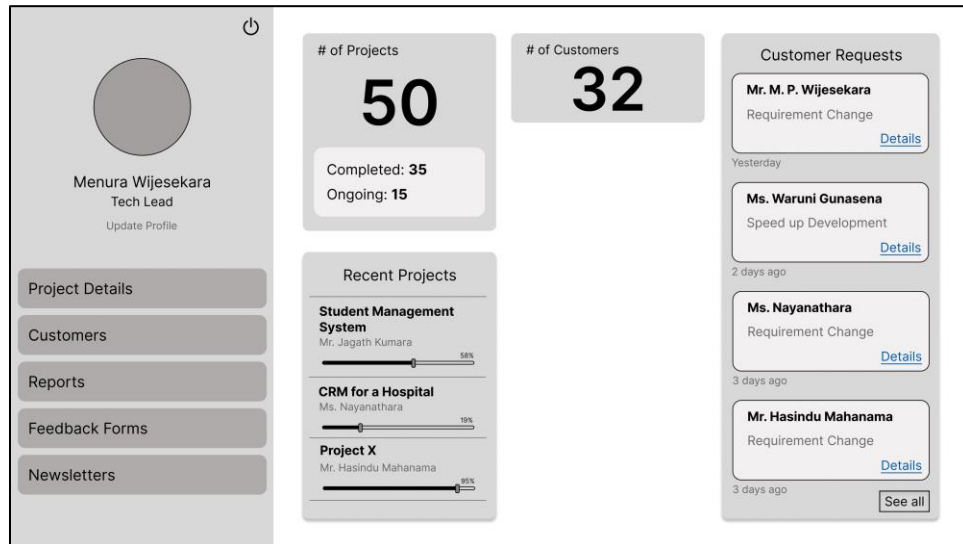 Menura Wijesekara
Tech Lead
Update Profile
Project Details
Customers
Reports
Feedback Forms
Newsletters
# of Projects
50
Completed: 35
Ongoing: 15
# of Customers
32
Recent Projects
Student Management
System
Mr. Jagath Kumara
58%
CRM for a Hospital
Ms. Nayanathara
19%
Project X
Mr. Hasindu Mahanama
95%
Customer Requests
Mr. M. P. Wijesekara
Requirement Change
Details
Yesterday
Ms. Waruni Gunasena
Speed up Development
Details
2 days ago
Ms. Nayanathara
Requirement Change
Details
3 days ago
Mr. Hasindu Mahanama
Requirement Change
Details
3 days ago
See all